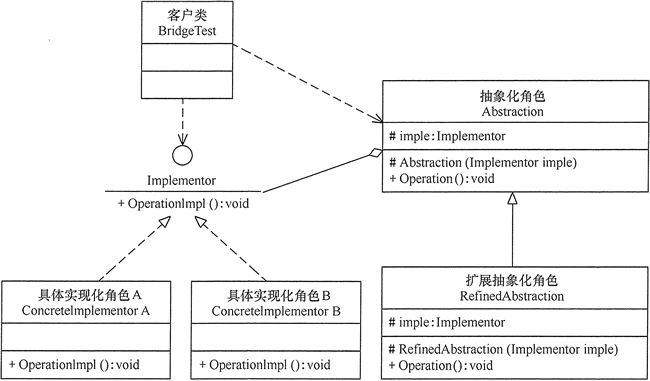 客户类
BridgeTest
抽象化角色
Abstraction
# imple:Implementor
# Abstraction (Implementor imple)
+ Operation():void
Implementor
+ OperationImpl ():void
具体实现化角色A
ConcreteImplementor A
+ OperationImpl ():void
具体实现化角色B
ConcreteImplementor B
+ OperationImpl ():void
扩展抽象化角色
RefinedAbstraction
# imple:Implementor
# RefinedAbstraction (Implementor imple)
+ Operation():void